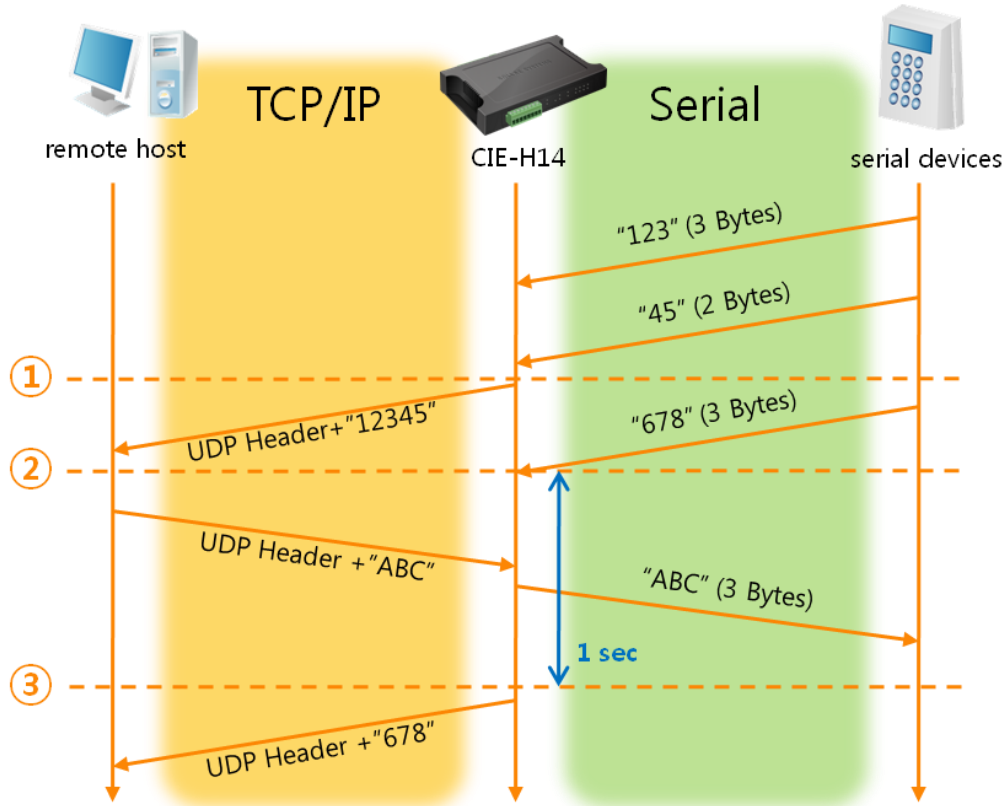 TCP/IP
Serial
remote host
CIE-H14
serial devices
“123” (3 Bytes)
“45” (2 Bytes)
①
UDP Header+”12345”
“678” (3 Bytes)
②
UDP Header +”ABC”
“ABC” (3 Bytes)
1 sec
③
UDP Header +”678”